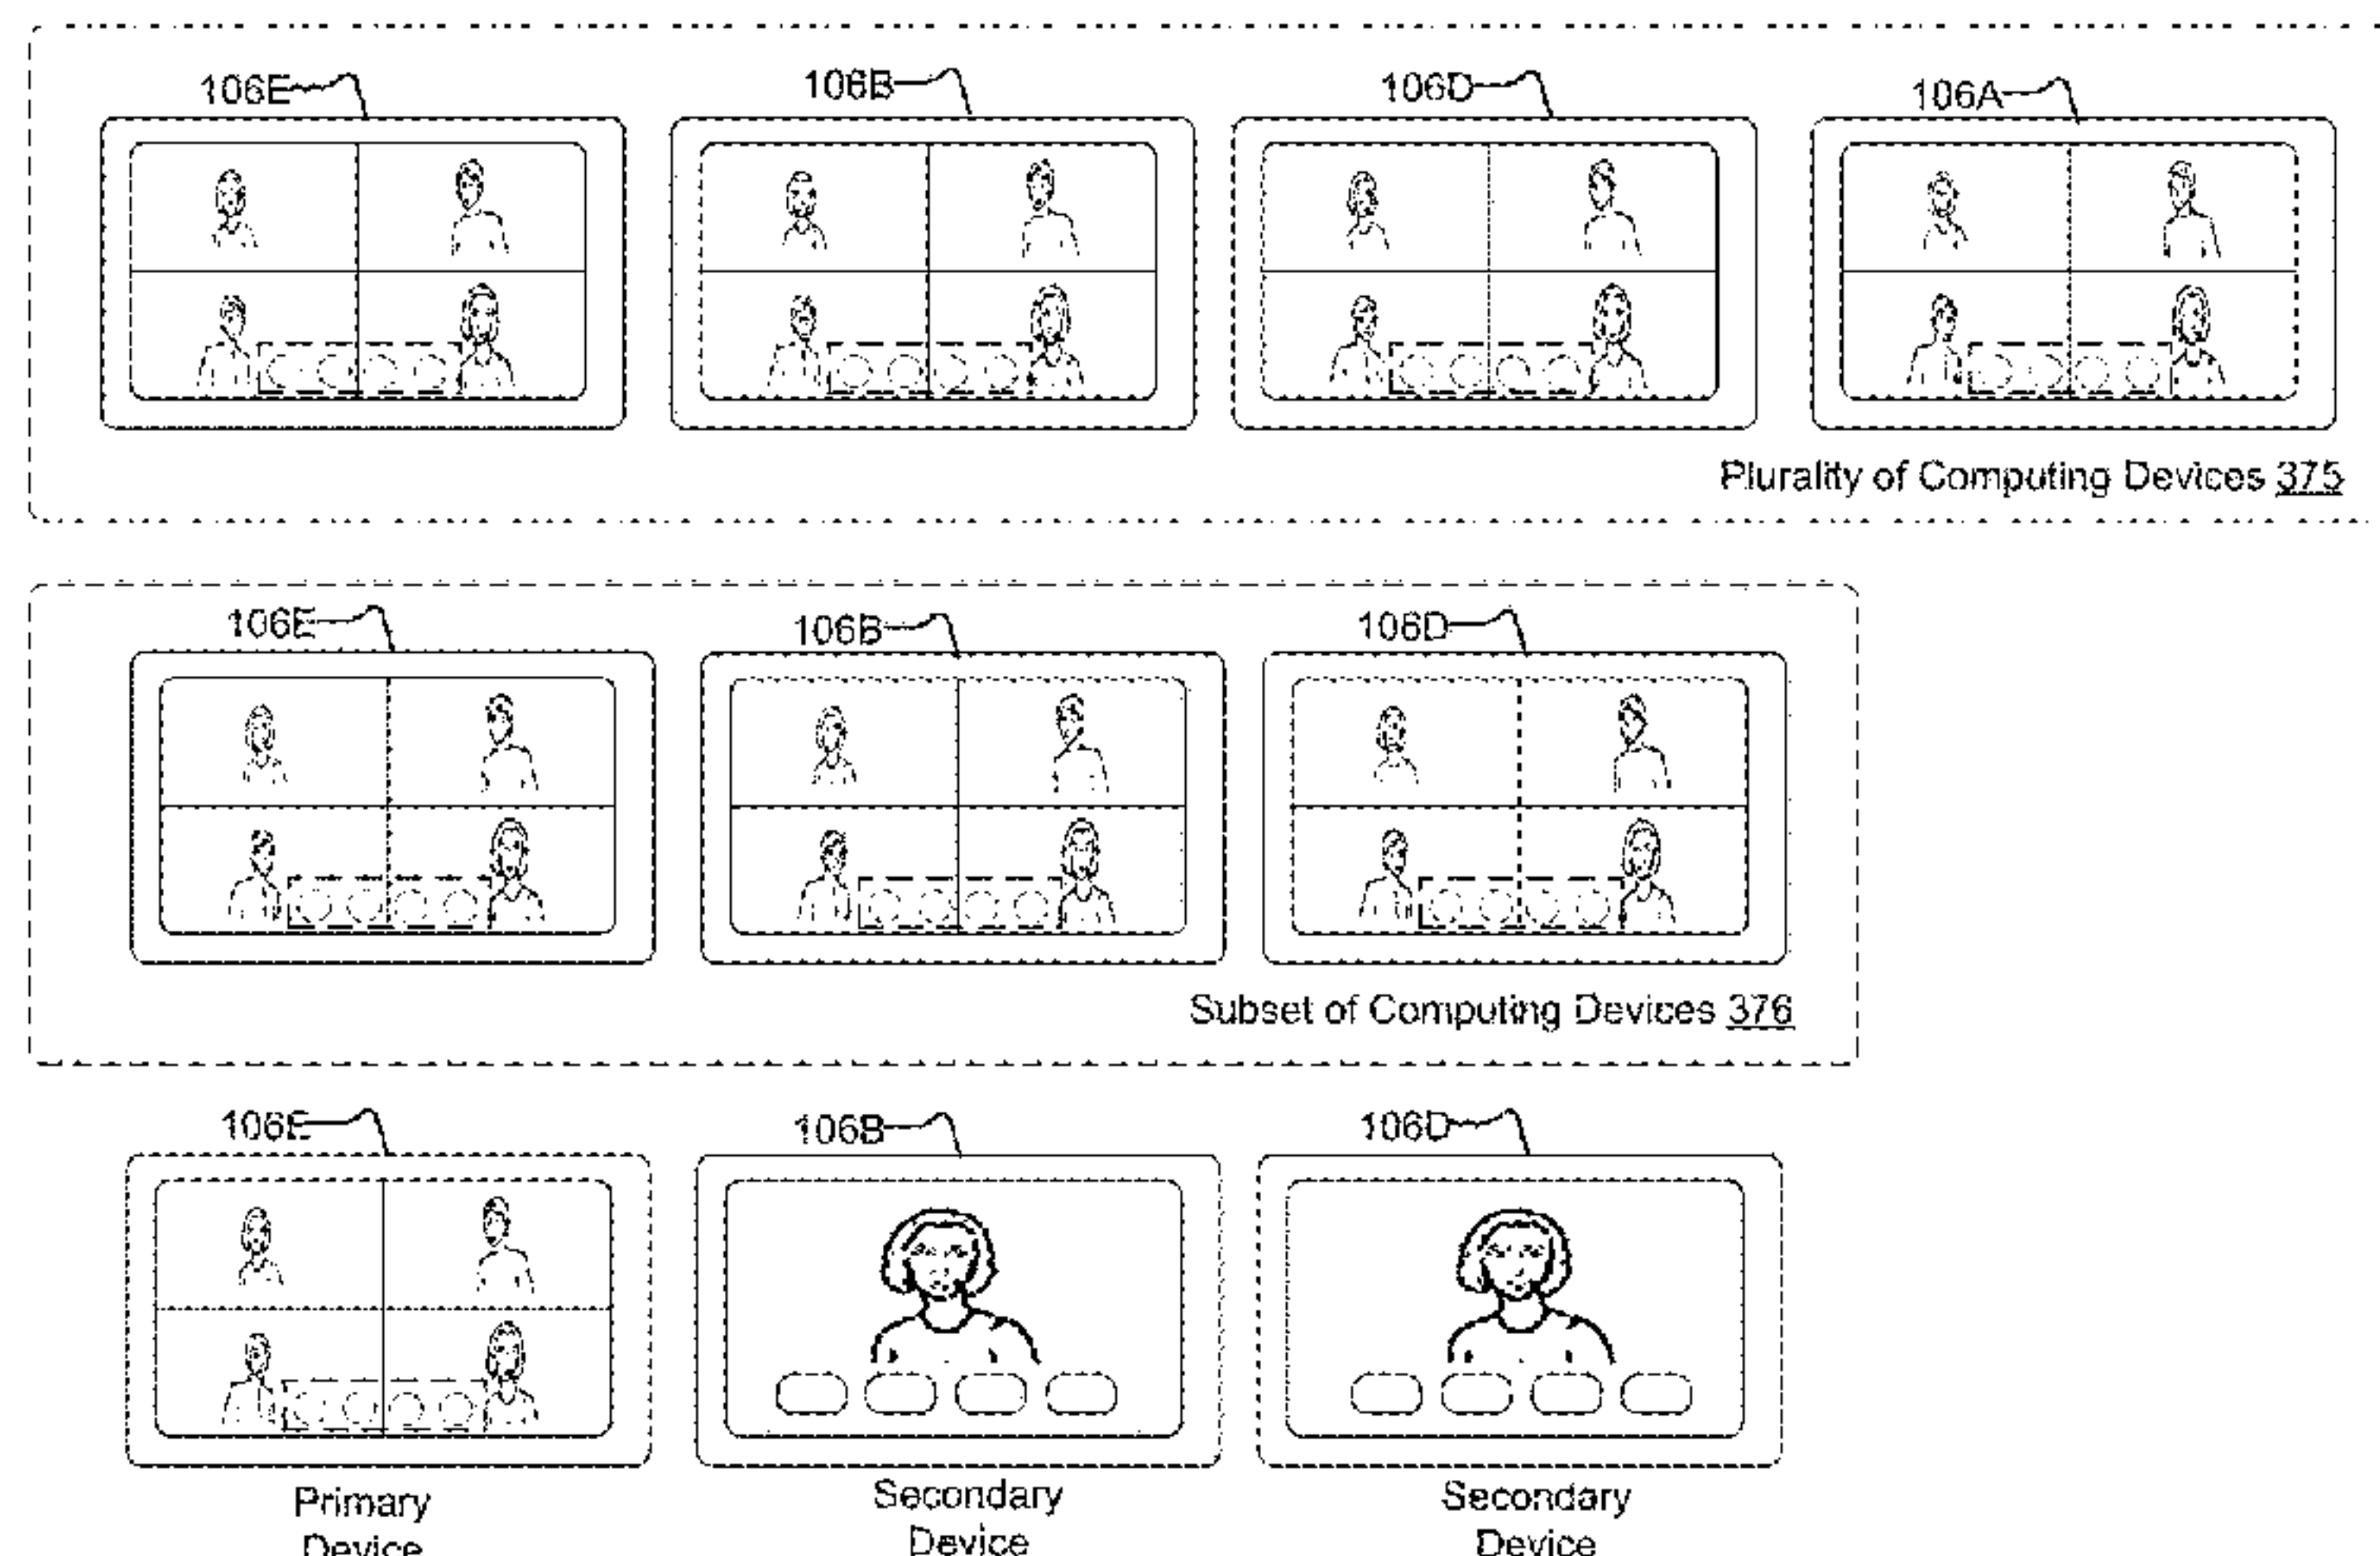 106E 106B 106D 106A
Plurality of Computing Devices 375
106E 106B 106D
Subset of Computing Devices 376
106E 106B 106D
Primary Secondary Secondary
Device Device Device